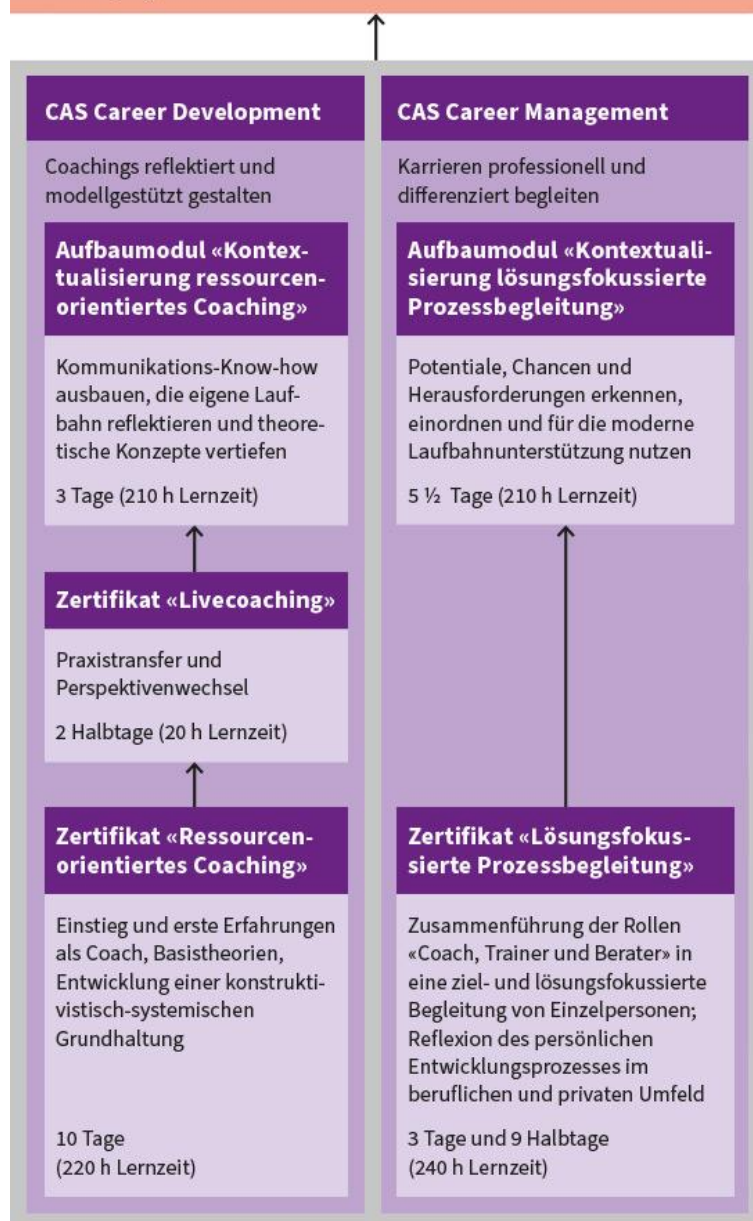 CAS Career Development
Coachings reflektiert und
modellgestützt gestalten
Aufbaumodul «Kontex-
tualisierung ressourcen-
orientiertes Coaching»
Kommunikations-Know-how
ausbauen, die eigene Lauf-
bahn reflektieren und theore-
tische Konzepte vertiefen
3 Tage (210 h Lernzeit)
Zertifikat «Livecoaching»
Praxistransfer und
Perspektivenwechsel
2 Halbtage (20 h Lernzeit)
Zertifikat «Ressourcen-
orientiertes Coaching»
Einstieg und erste Erfahrungen
als Coach, Basistheorien,
Entwicklung einer konstrukti-
vistisch-systemischen
Grundhaltung
10 Tage
(220 h Lernzeit)
CAS Career Management
Karrieren professionell und
differenziert begleiten
Aufbaumodul «Kontextuali-
sierung lösungsfokussierte
Prozessbegleitung»
Potentiale, Chancen und
Herausforderungen erkennen,
einordnen und für die moderne
Laufbahnunterstützung nutzen
5 ½ Tage (210 h Lernzeit)
Zertifikat «Lösungsfokus-
sierte Prozessbegleitung»
Zusammenführung der Rollen
«Coach, Trainer und Berater» in
eine ziel- und lösungsfokussierte
Begleitung von Einzelpersonen;
Reflexion des persönlichen
Entwicklungsprozesses im
beruflichen und privaten Umfeld
3 Tage und 9 Halbtage
(240 h Lernzeit)